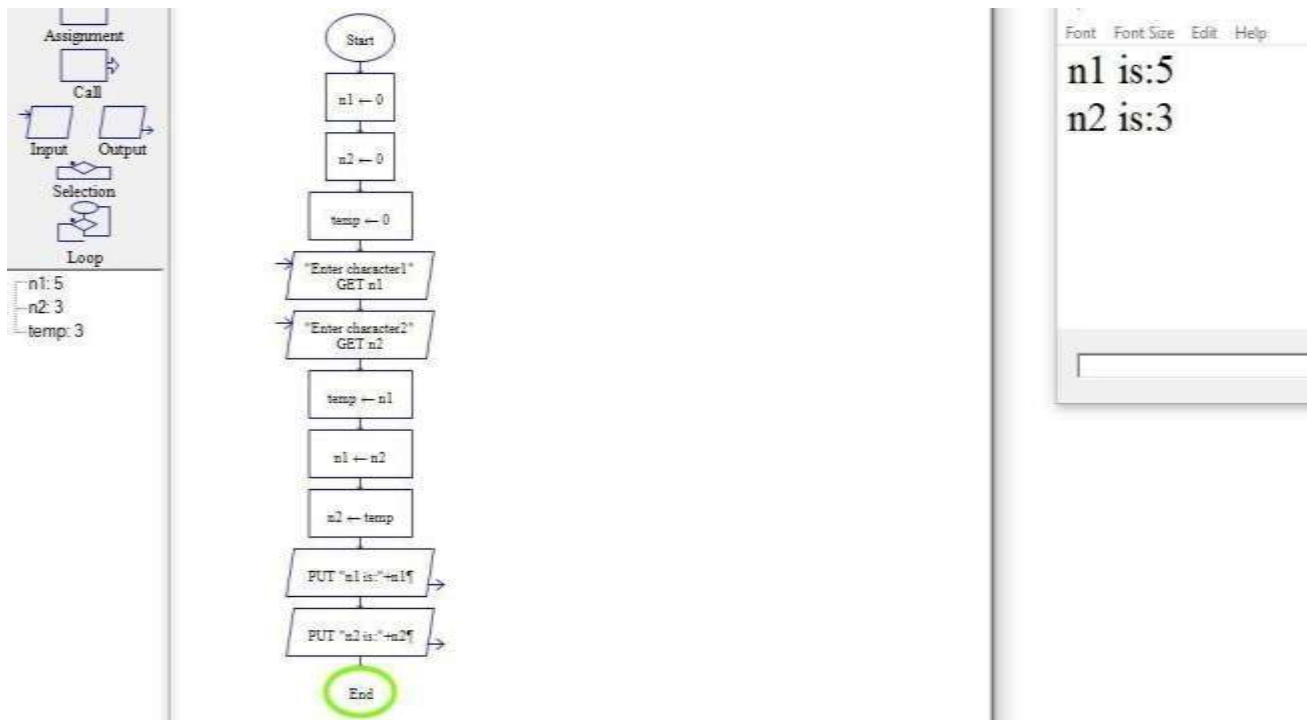 Assignment
Call
Input Output
Selection
Loop
n1: 5
n2: 3
temp: 3
Start
n1 ← 0
n2 ← 0
temp ← 0
"Enter character1"
GET n1
"Enter character2"
GET n2
temp ← n1
n1 ← n2
n2 ← temp
PUT "n1 is:"+n1¶
PUT "n2 is:"+n2¶
End
Font Font Size Edit Help
n1 is:5
n2 is:3